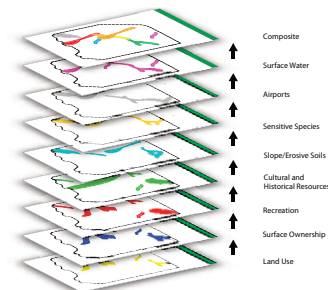 Composite
Surface Water
Airports
Sensitive Species
Slope/Erosive Soils
Cultural and
Historical Resources
Recreation
Surface Ownership
Land Use